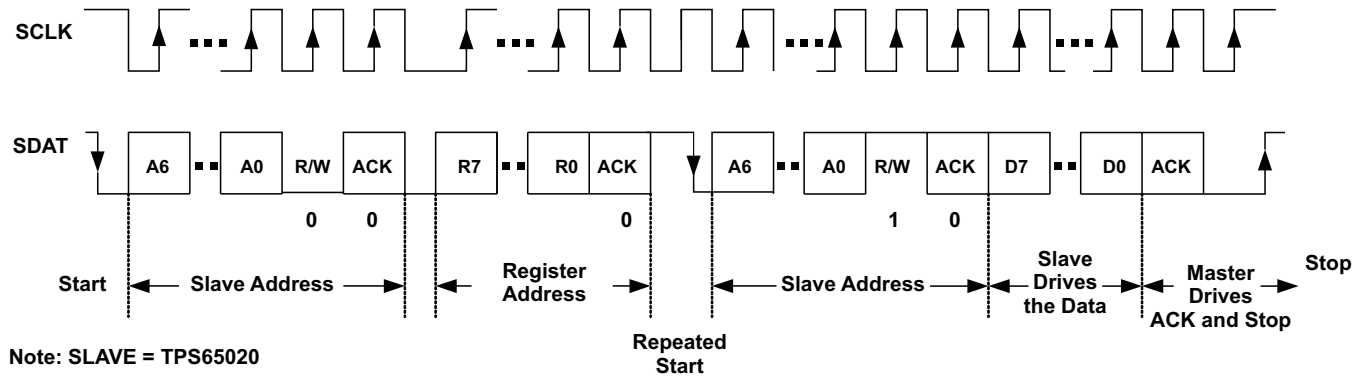 SCLK
SDAT
A6 A0 R/W ACK R7 R0 ACK A6 A0 R/W ACK D7 D0 ACK
0 0 0 1 0
Start Slave Address Register Address Repeated Start Slave Address Slave Drives the Data Master Drives ACK and Stop Stop
Note: SLAVE = TPS65020